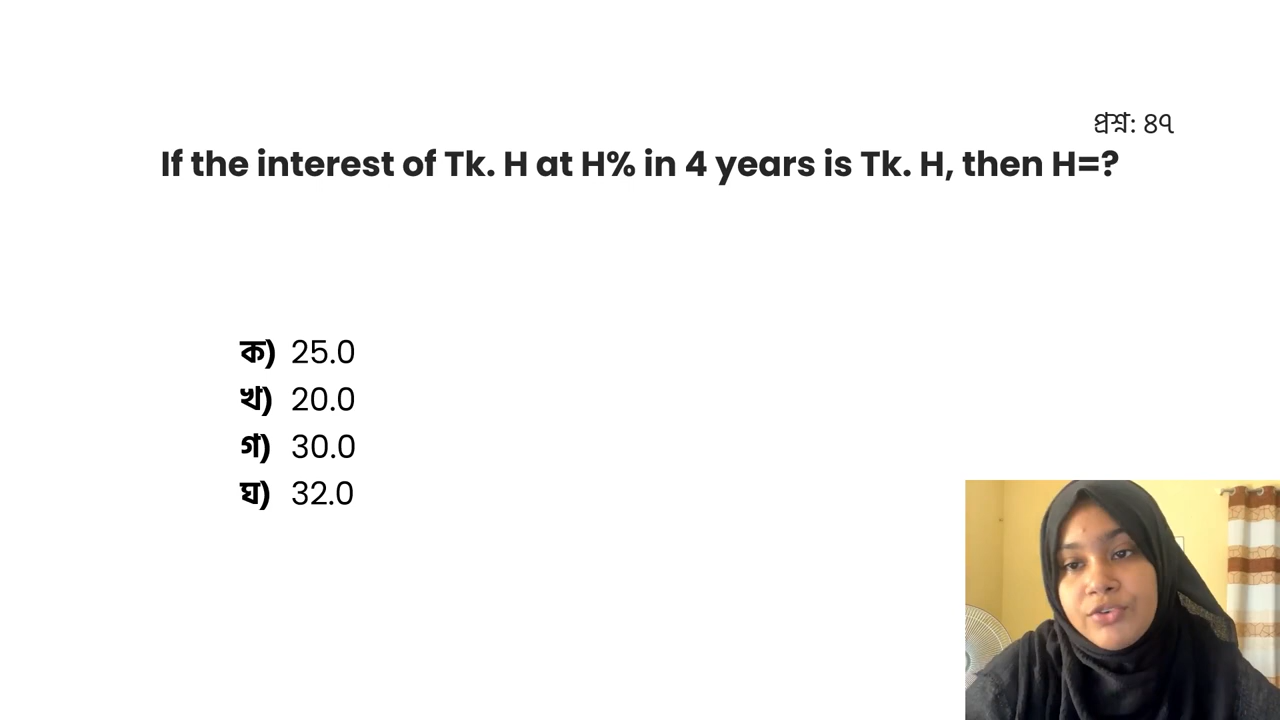 প্রশ্ন: ৪৭
If the interest of Tk. H at H% in 4 years is Tk. H, then H=?
ক) 25.0
খ) 20.0
গ) 30.0
ঘ) 32.0